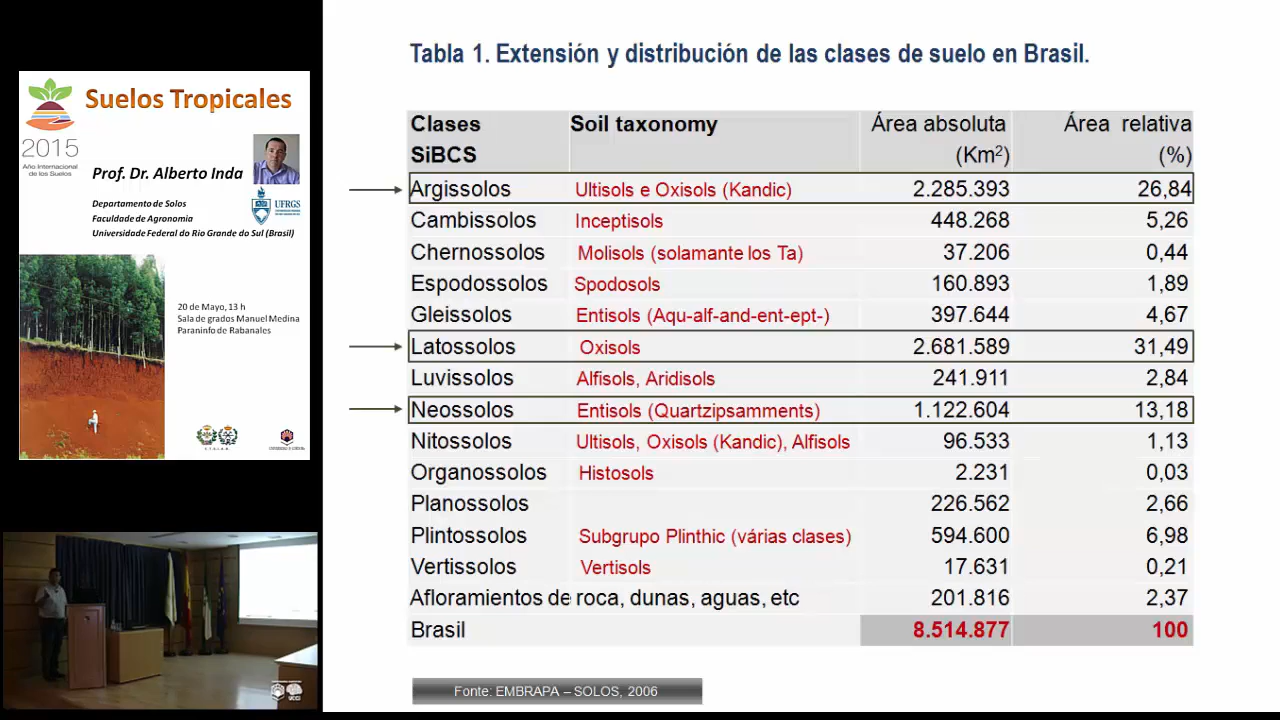 Suelos Tropicales
2015
Año Internacional
de los Suelos
Prof. Dr. Alberto Inda
UFRGS
Departamento de Solos
Faculdade de Agronomia
Universidade Federal do Rio Grande do Sul (Brasil)
20 de Mayo, 13 h
Sala de grados Manuel Medina
Paraninfo de Rabanales
Tabla 1. Extensión y distribución de las clases de suelo en Brasil.
Clases SiBCS Soil taxonomy Área absoluta (Km²) Área relativa (%)
Argissolos Ultisols e Oxisols (Kandic) 2.285.393 26,84
Cambissolos Inceptisols 448.268 5,26
Chernossolos Molisols (solamante los Ta) 37.206 0,44
Espodossolos Spodosols 160.893 1,89
Gleissolos Entisols (Aqu-alf-and-ent-ept-) 397.644 4,67
Latossolos Oxisols 2.681.589 31,49
Luvissolos Alfisols, Aridisols 241.911 2,84
Neossolos Entisols (Quartzipsamments) 1.122.604 13,18
Nitossolos Ultisols, Oxisols (Kandic), Alfisols 96.533 1,13
Organossolos Histosols 2.231 0,03
Planossolos 226.562 2,66
Plintossolos Subgrupo Plinthic (várias clases) 594.600 6,98
Vertissolos Vertisols 17.631 0,21
Afloramientos de roca, dunas, aguas, etc 201.816 2,37
Brasil 8.514.877 100
Fonte: EMBRAPA – SOLOS, 2006